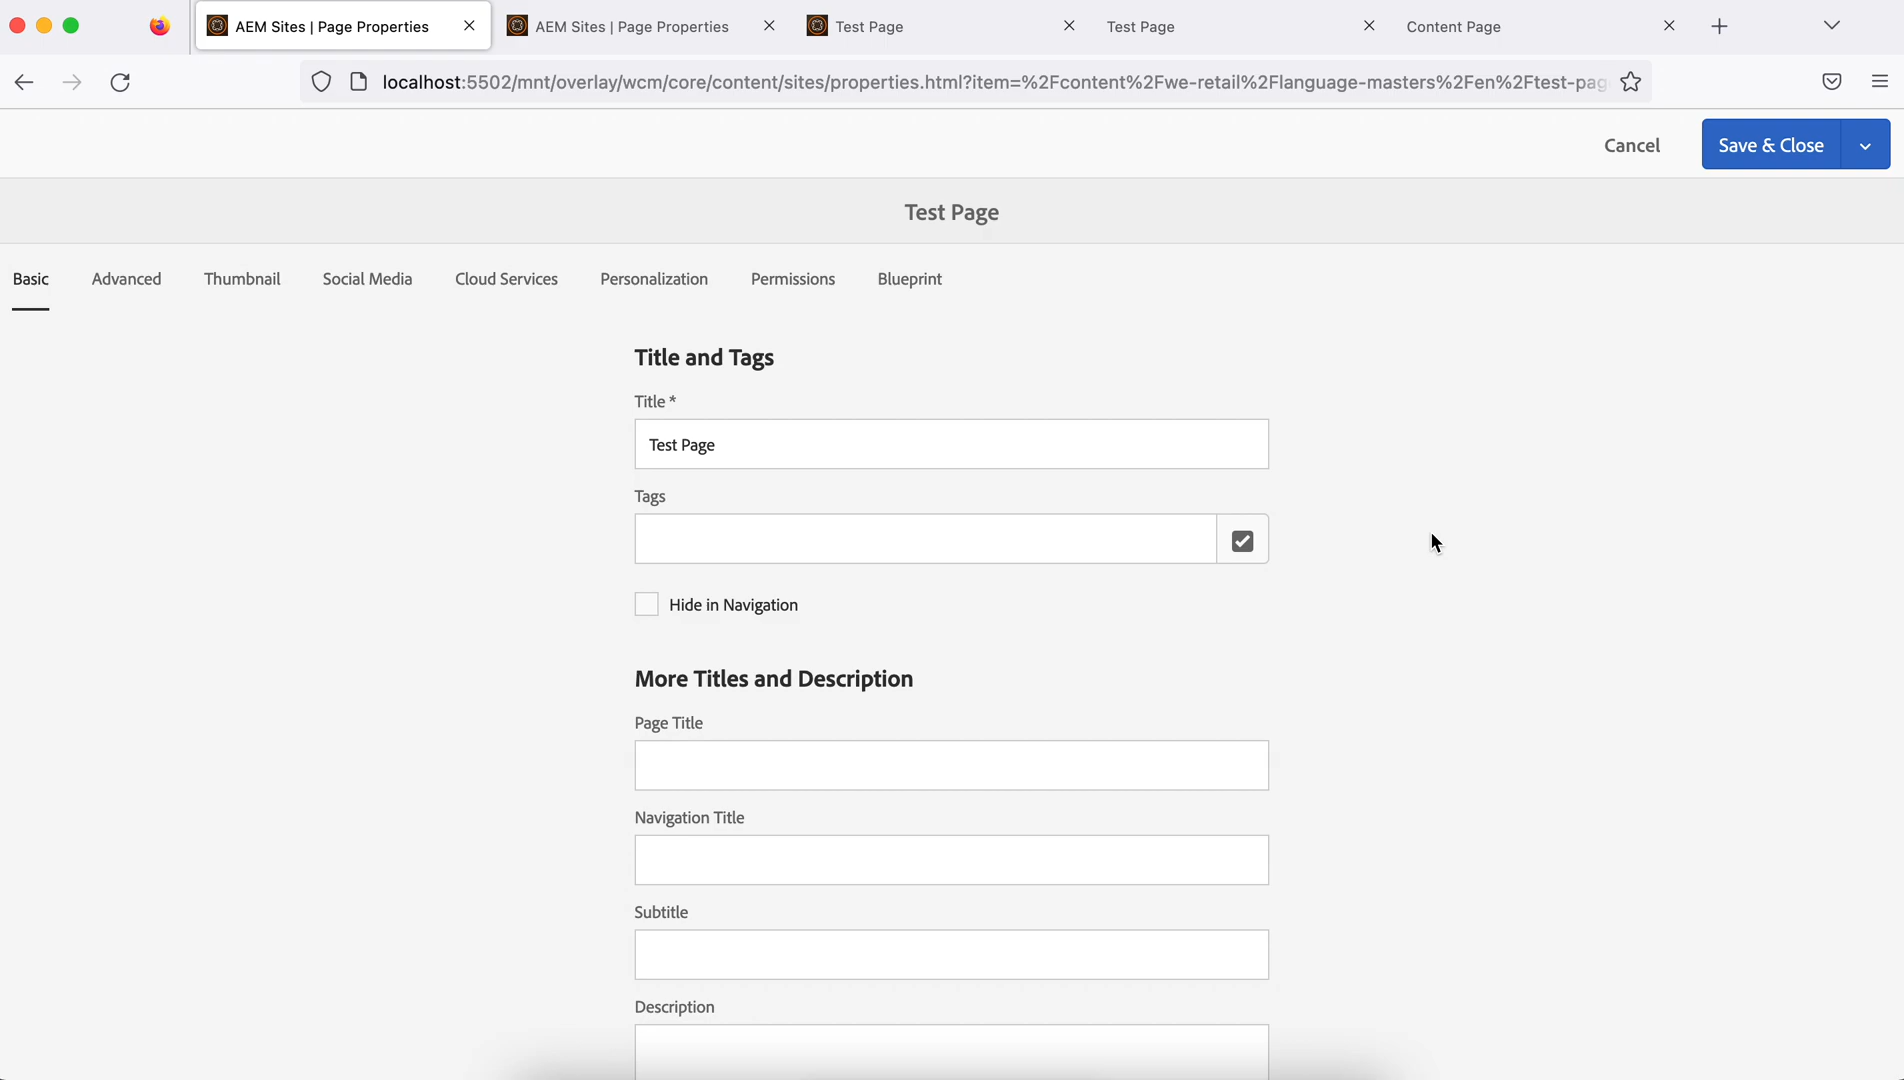 AEM Sites | Page Properties
AEM Sites | Page Properties
Test Page
Test Page
Content Page
localhost:5502/mnt/overlay/wcm/core/content/sites/properties.html?item=%2Fcontent%2Fwe-retail%2Flanguage-masters%2Fen%2Ftest-pag
Cancel
Save & Close
Test Page
Basic Advanced Thumbnail Social Media Cloud Services Personalization Permissions Blueprint
Title and Tags
Title *
Test Page
Tags
Hide in Navigation
More Titles and Description
Page Title
Navigation Title
Subtitle
Description